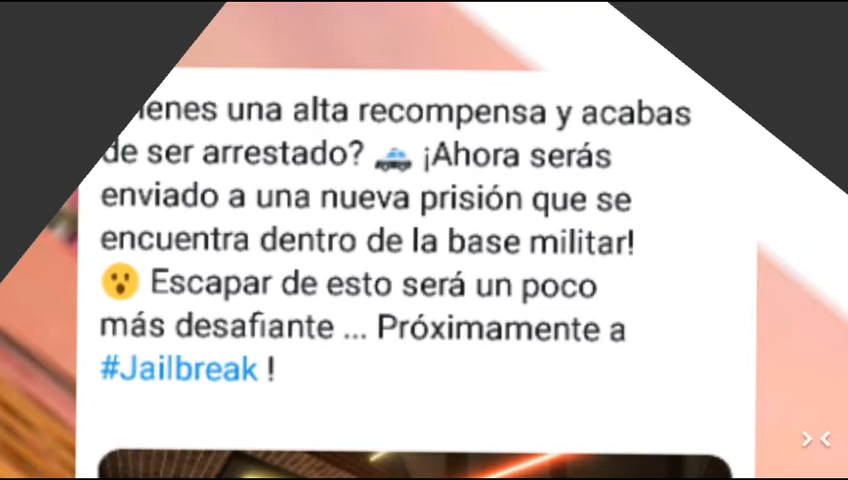 una alta recompensa y acabas
de ser arrestado? 🚓 ¡Ahora serás
enviado a una nueva prisión que se
encuentra dentro de la base militar!
😮 Escapar de esto será un poco
más desafiante ... Próximamente a
#Jailbreak !